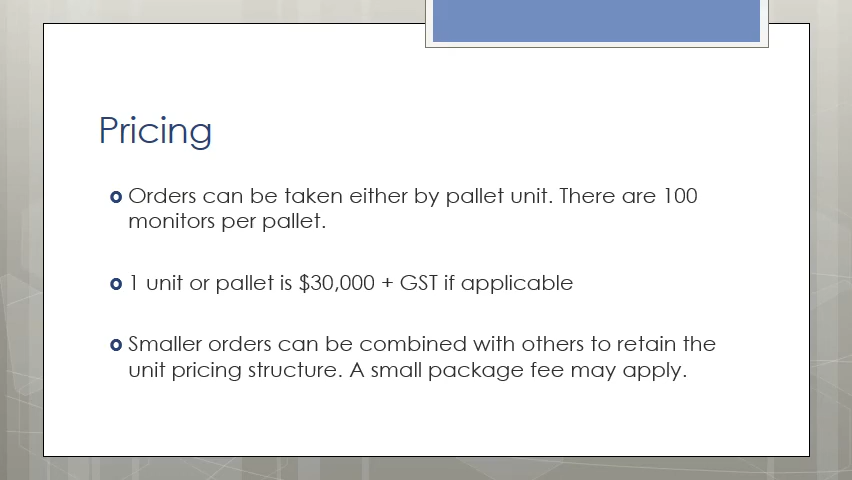 Pricing
Orders can be taken either by pallet unit. There are 100
monitors per pallet.
1 unit or pallet is $30,000 + GST if applicable
Smaller orders can be combined with others to retain the
unit pricing structure. A small package fee may apply.